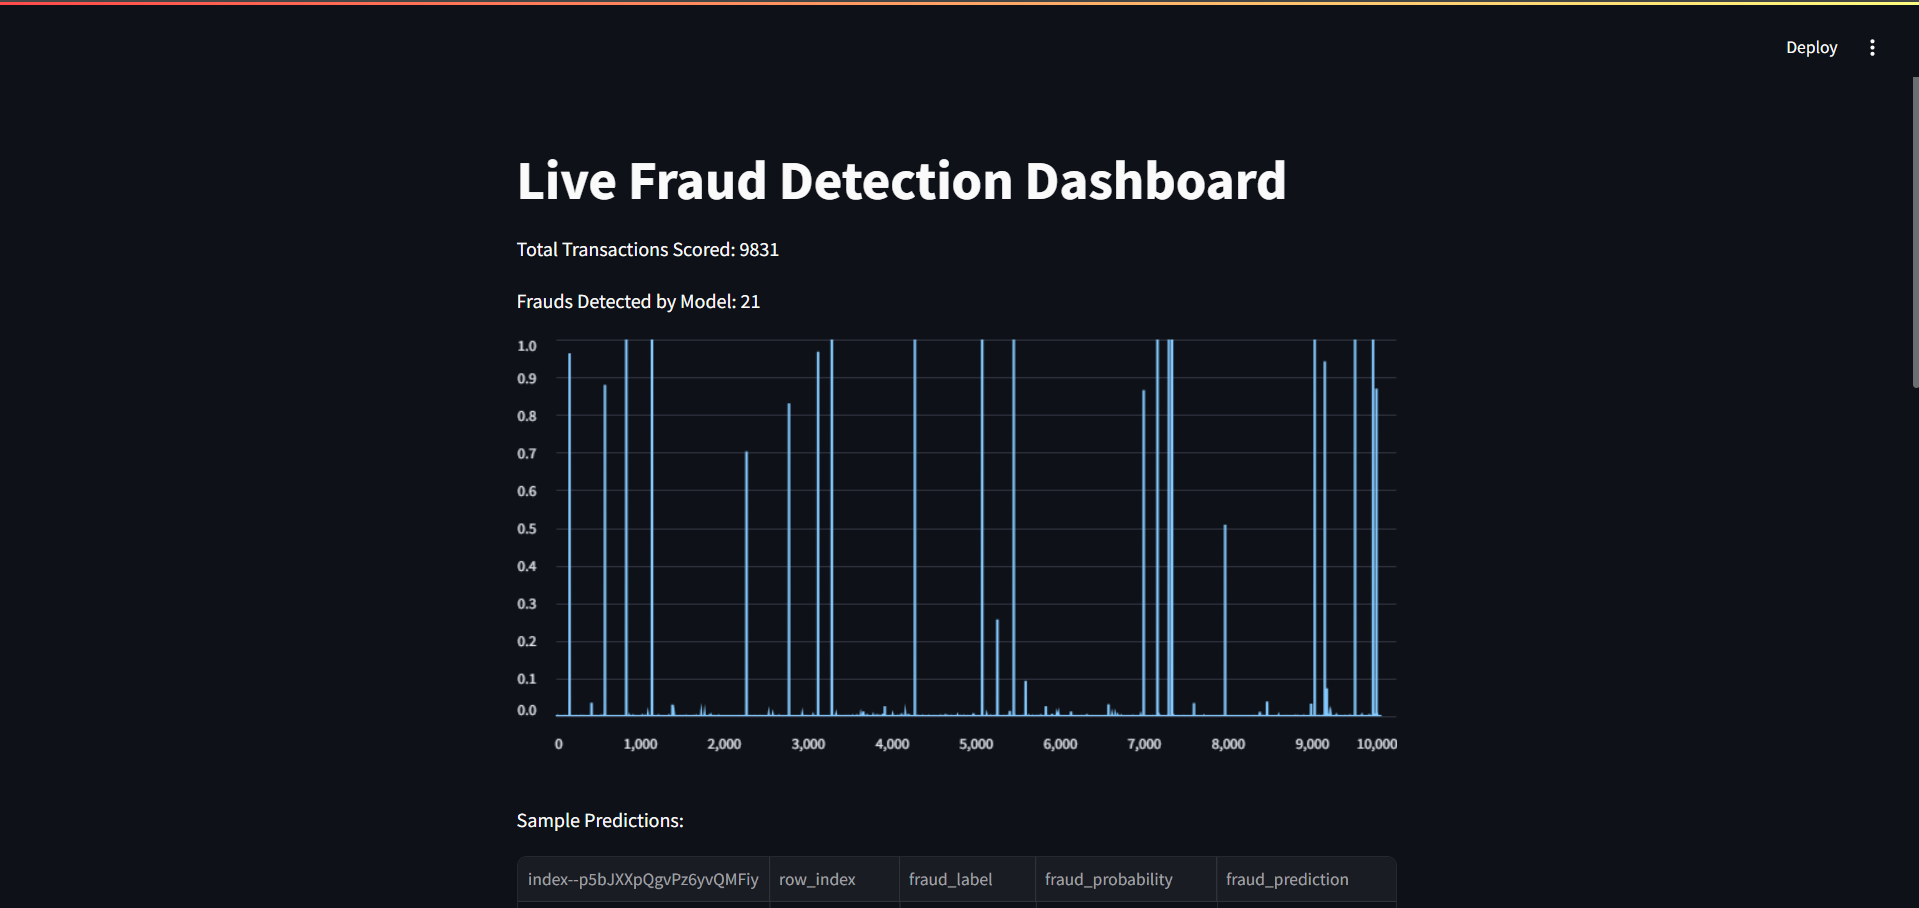 Deploy
Live Fraud Detection Dashboard
Total Transactions Scored: 9831
Frauds Detected by Model: 21
1.0
0.9
0.8
0.7
0.6
0.5
0.4
0.3
0.2
0.1
0.0
0 1,000 2,000 3,000 4,000 5,000 6,000 7,000 8,000 9,000 10,000
Sample Predictions:
index--p5bJXXpQgvPz6yvQMFiy row_index fraud_label fraud_probability fraud_prediction